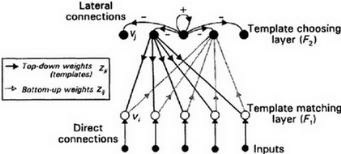 Lateral
connections
+
− − − −
vj
Template choosing
layer (F2)
Top-down weights zji
(templates)
Bottom-up weights zij
vi
Template matching
layer (F1)
Direct
connections
Inputs